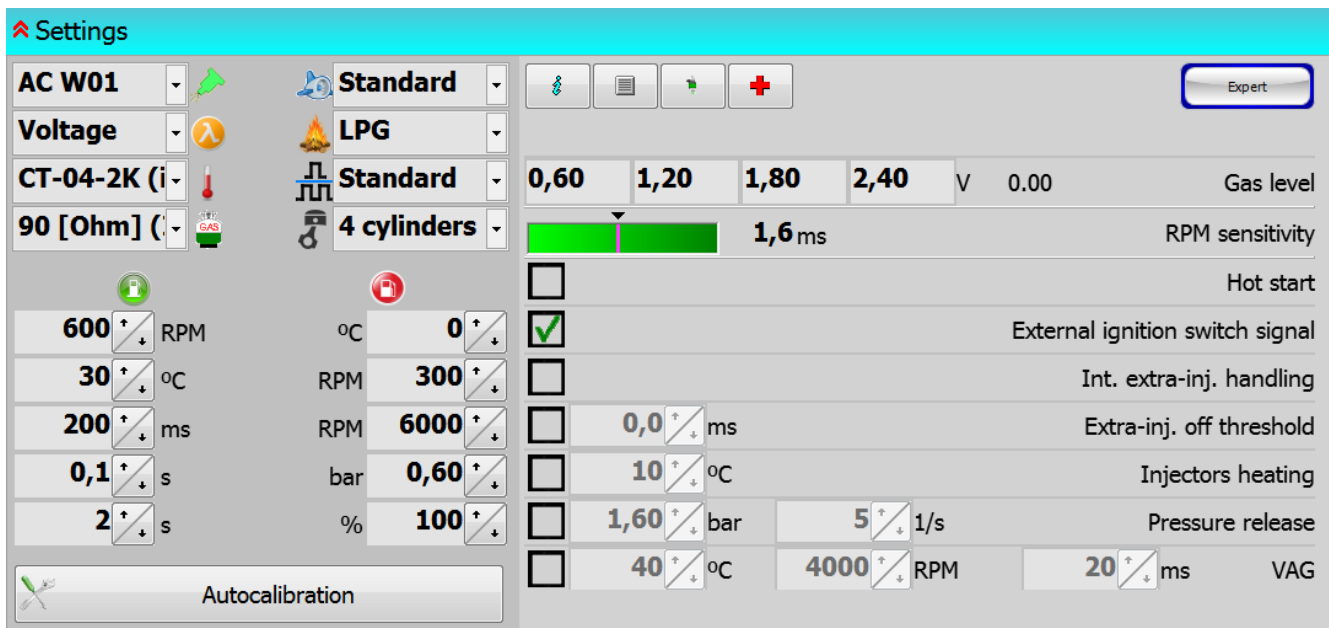 Settings
AC W01 Standard
Expert
Voltage LPG
CT-04-2K (i Standard
0,60 1,20 1,80 2,40 V 0.00 Gas level
90 [Ohm] ( 4 cylinders
GAS
1,6 ms RPM sensitivity
Hot start
600 RPM ºC 0
External ignition switch signal
30 ºC RPM 300
Int. extra-inj. handling
200 ms RPM 6000
0,0 ms Extra-inj. off threshold
0,1 s bar 0,60
10 ºC Injectors heating
2 s % 100
1,60 bar 5 1/s Pressure release
40 ºC 4000 RPM 20 ms VAG
Autocalibration